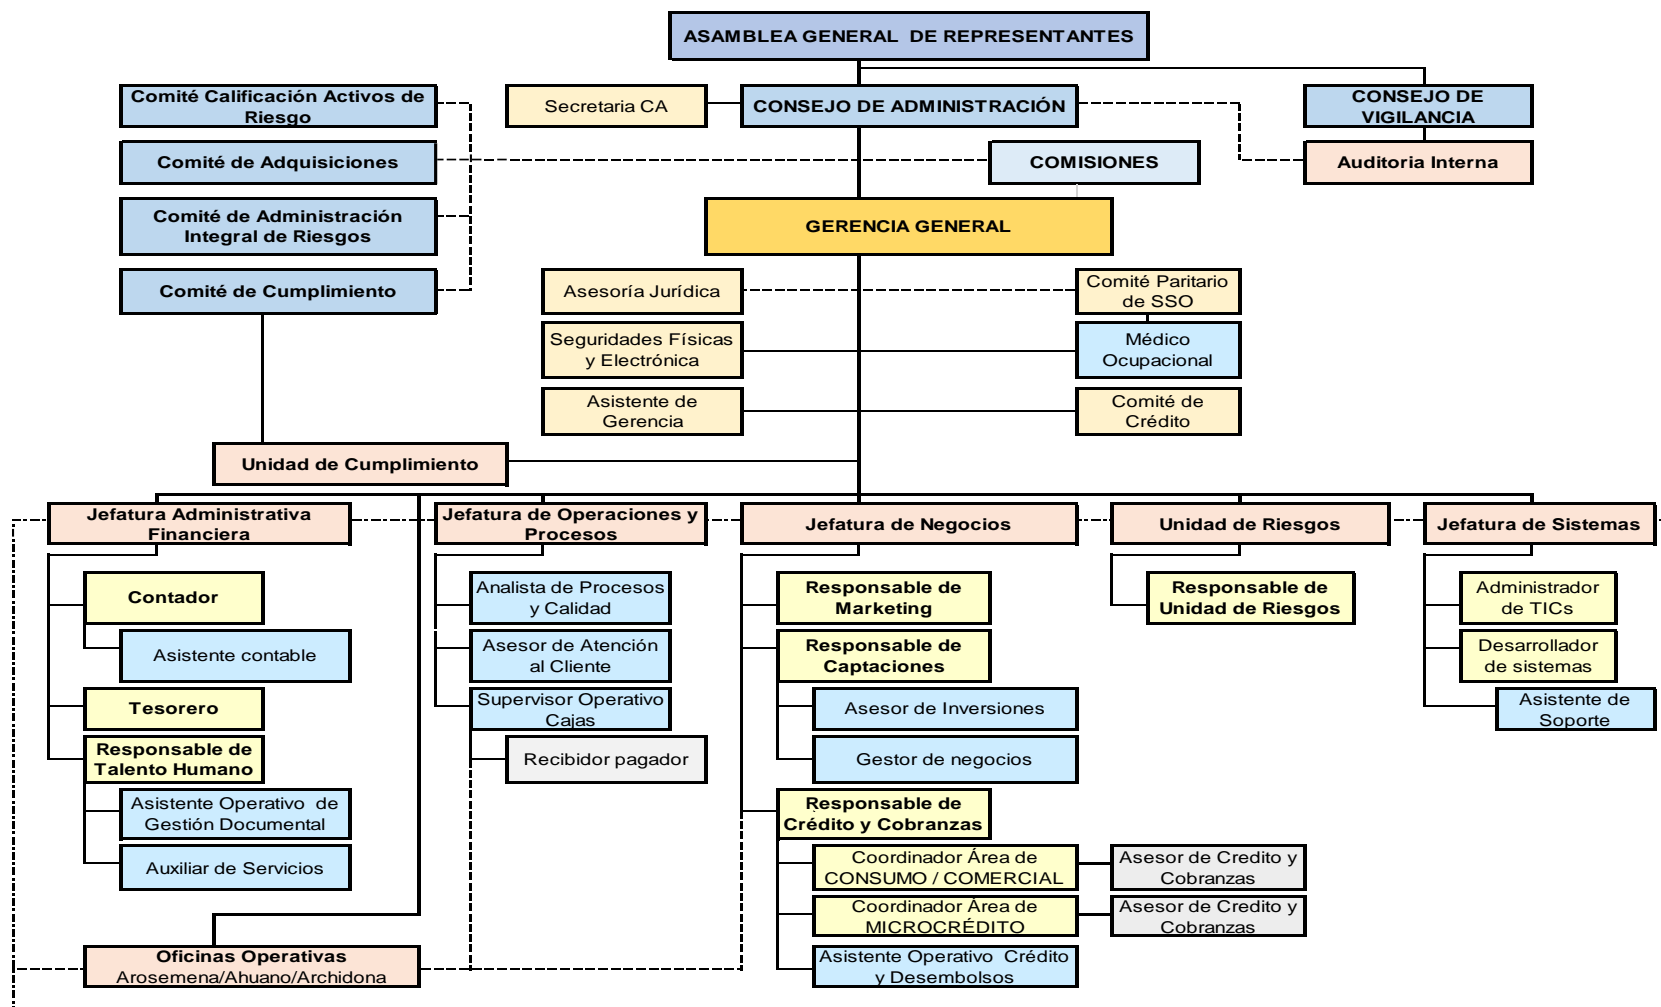 ASAMBLEA GENERAL DE REPRESENTANTES
Comité Calificación Activos de
Riesgo
Secretaria CA
CONSEJO DE ADMINISTRACIÓN
CONSEJO DE
VIGILANCIA
Comité de Adquisiciones
COMISIONES
Auditoria Interna
Comité de Administración
Integral de Riesgos
GERENCIA GENERAL
Comité de Cumplimiento
Asesoría Jurídica
Comité Paritario
de SSO
Seguridades Físicas
y Electrónica
Médico
Ocupacional
Asistente de
Gerencia
Comité de
Crédito
Unidad de Cumplimiento
Jefatura Administrativa
Financiera
Jefatura de Operaciones y
Procesos
Jefatura de Negocios
Unidad de Riesgos
Jefatura de Sistemas
Contador
Asistente contable
Tesorero
Responsable de
Talento Humano
Asistente Operativo de
Gestión Documental
Auxiliar de Servicios
Analista de Procesos
y Calidad
Asesor de Atención
al Cliente
Supervisor Operativo
Cajas
Recibidor pagador
Responsable de
Marketing
Responsable de
Captaciones
Asesor de Inversiones
Gestor de negocios
Responsable de
Crédito y Cobranzas
Coordinador Área de
CONSUMO / COMERCIAL
Asesor de Credito y
Cobranzas
Coordinador Área de
MICROCRÉDITO
Asesor de Credito y
Cobranzas
Asistente Operativo Crédito
y Desembolsos
Responsable de
Unidad de Riesgos
Administrador
de TICs
Desarrollador
de sistemas
Asistente de
Soporte
Oficinas Operativas
Arosemena/Ahuano/Archidona